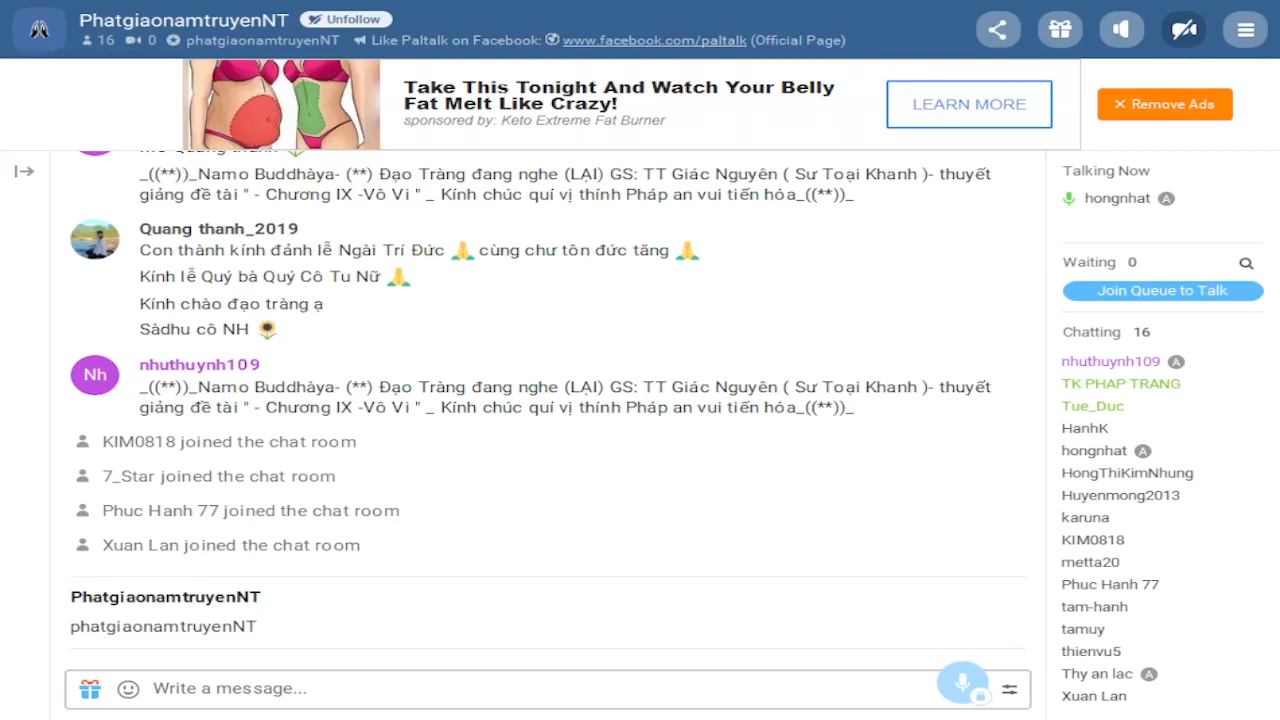 PhatgiaonamtruyenNT Unfollow
16 0 phatgiaonamtruyenNT Like Paltalk on Facebook: www.facebook.com/paltalk (Official Page)
Take This Tonight And Watch Your Belly
Fat Melt Like Crazy!
sponsored by: Keto Extreme Fat Burner
LEARN MORE
× Remove Ads
_((**))_Namo Buddhàya- (**) Đạo Tràng đang nghe (LẠI) GS: TT Giác Nguyên ( Sư Toại Khanh )- thuyết
giảng đề tài " - Chương IX -Vô Vi " _ Kính chúc quí vị thính Pháp an vui tiến hóa_((**))_
Quang thanh_2019
Con thành kính đảnh lễ Ngài Trí Đức 🙏 cùng chư tôn đức tăng 🙏
Kính lễ Quý bà Quý Cô Tu Nữ 🙏
Kính chào đạo tràng ạ
Sàdhu cô NH 🌻
Nh
nhuthuynh109
_((**))_Namo Buddhàya- (**) Đạo Tràng đang nghe (LẠI) GS: TT Giác Nguyên ( Sư Toại Khanh )- thuyết
giảng đề tài " - Chương IX -Vô Vi " _ Kính chúc quí vị thính Pháp an vui tiến hóa_((**))_
KIM0818 joined the chat room
7_Star joined the chat room
Phuc Hanh 77 joined the chat room
Xuan Lan joined the chat room
PhatgiaonamtruyenNT
phatgiaonamtruyenNT
Write a message...
Talking Now
hongnhat A
Waiting 0
Join Queue to Talk
Chatting 16
nhuthuynh109 A
TK PHAP TRANG
Tue_Duc
HanhK
hongnhat A
HongThiKimNhung
Huyenmong2013
karuna
KIM0818
metta20
Phuc Hanh 77
tam-hanh
tamuy
thienvu5
Thy an lac A
Xuan Lan